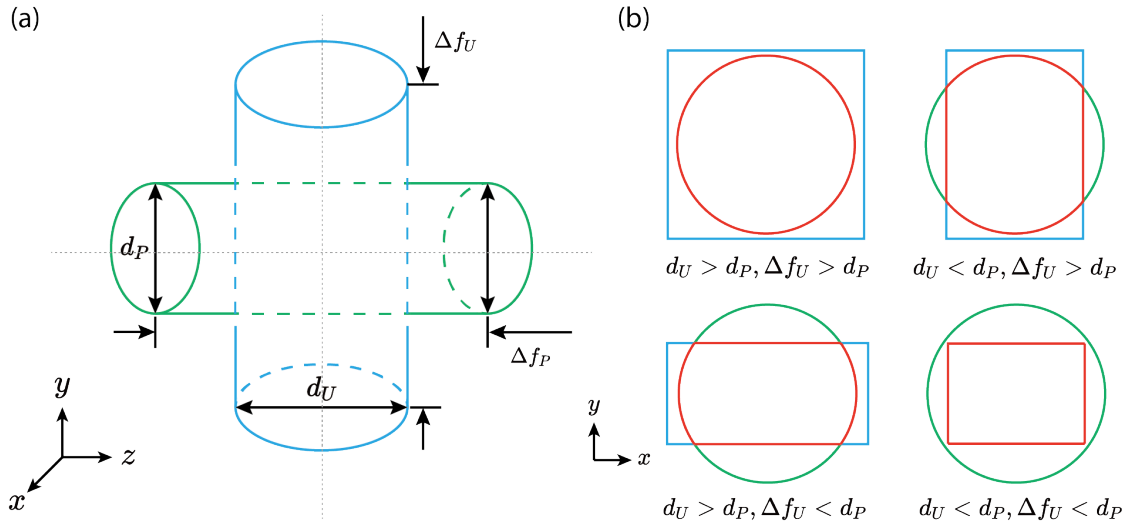 (a)
Δf_U
d_P
Δf_P
d_U
y
z
x
(b)
d_U > d_P, Δf_U > d_P
d_U < d_P, Δf_U > d_P
y
x
d_U > d_P, Δf_U < d_P
d_U < d_P, Δf_U < d_P